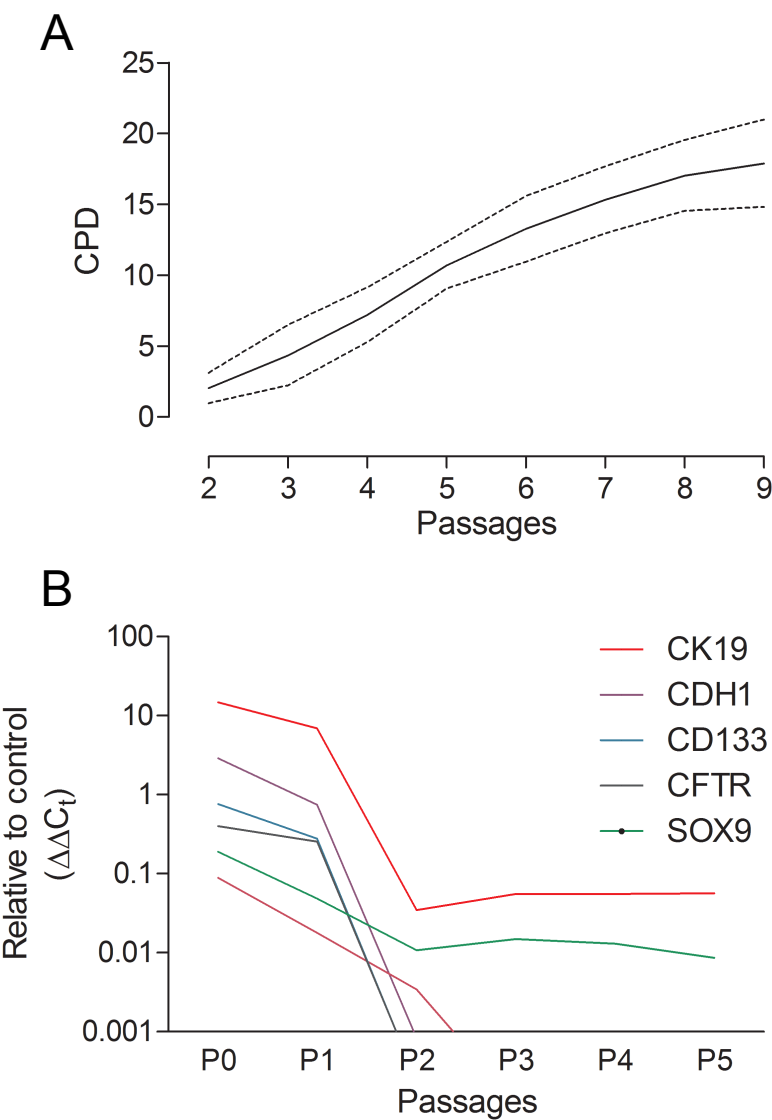 A
25
20
15
10
5
0
CPD
2 3 4 5 6 7 8 9
Passages
B
100
10
1
0.1
0.01
0.001
Relative to control
(ΔΔCt)
CK19
CDH1
CD133
CFTR
SOX9
P0 P1 P2 P3 P4 P5
Passages